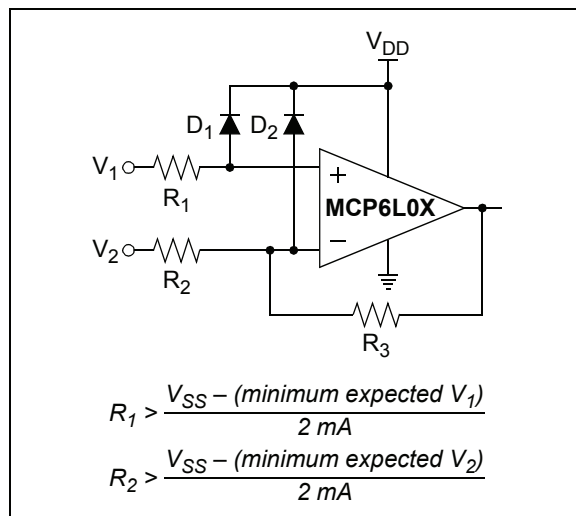 V_DD
D_1 D_2
V_1
R_1
+
MCP6L0X
V_2
R_2
–
R_3
R_1 > V_SS – (minimum expected V_1) / 2 mA
R_2 > V_SS – (minimum expected V_2) / 2 mA